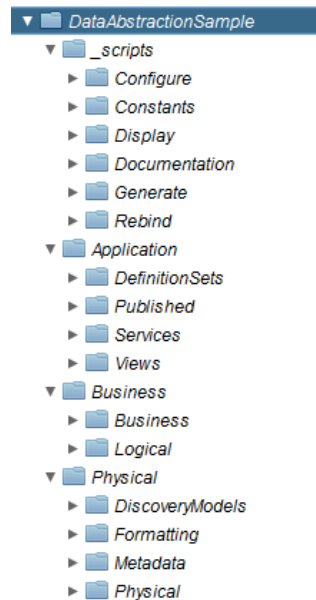 DataAbstractionSample
_scripts
Configure
Constants
Display
Documentation
Generate
Rebind
Application
DefinitionSets
Published
Services
Views
Business
Business
Logical
Physical
DiscoveryModels
Formatting
Metadata
Physical